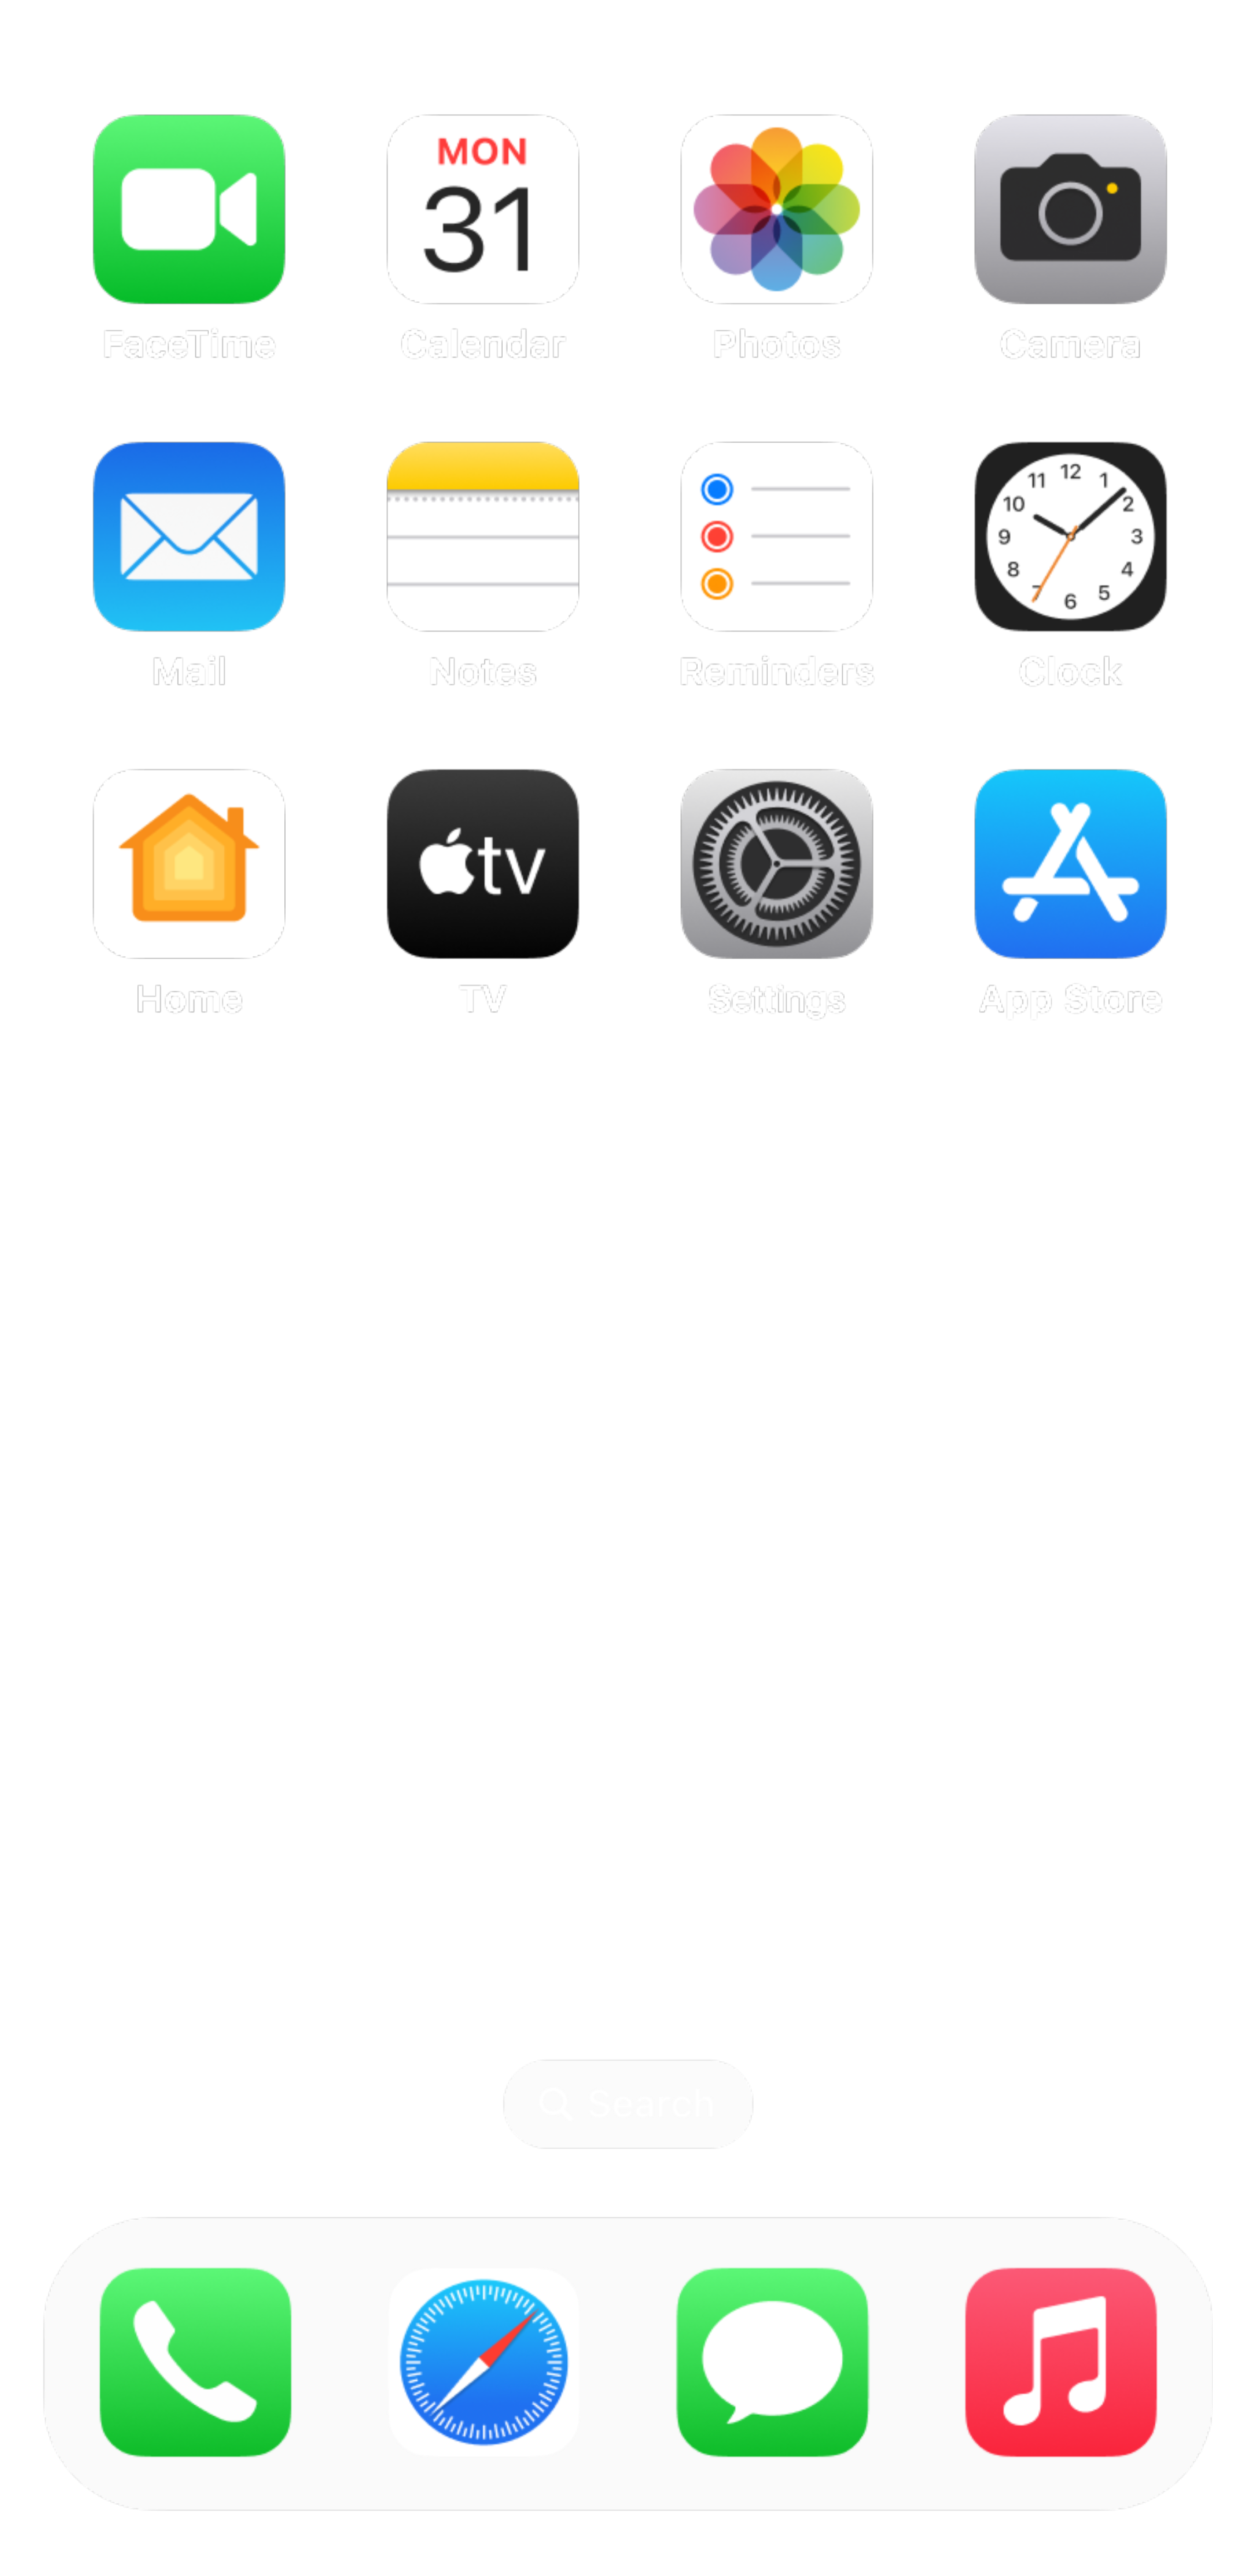 MON
31
FaceTime Calendar Photos Camera
12
11 1
10 2
9 3
8 4
7 5
6
Mail Notes Reminders Clock
tv
Home TV Settings App Store
Search